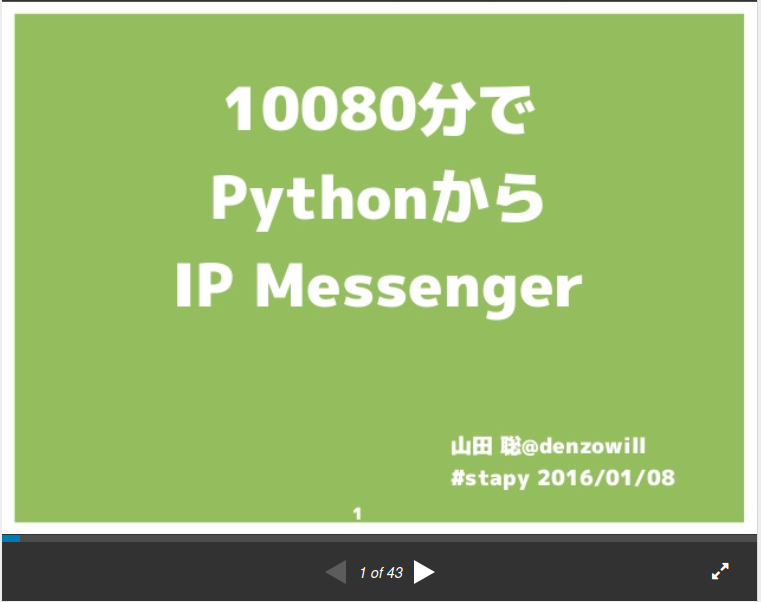 10080分で
Pythonから
IP Messenger
山田 聡@denzowill
#stapy 2016/01/08
1
1 of 43